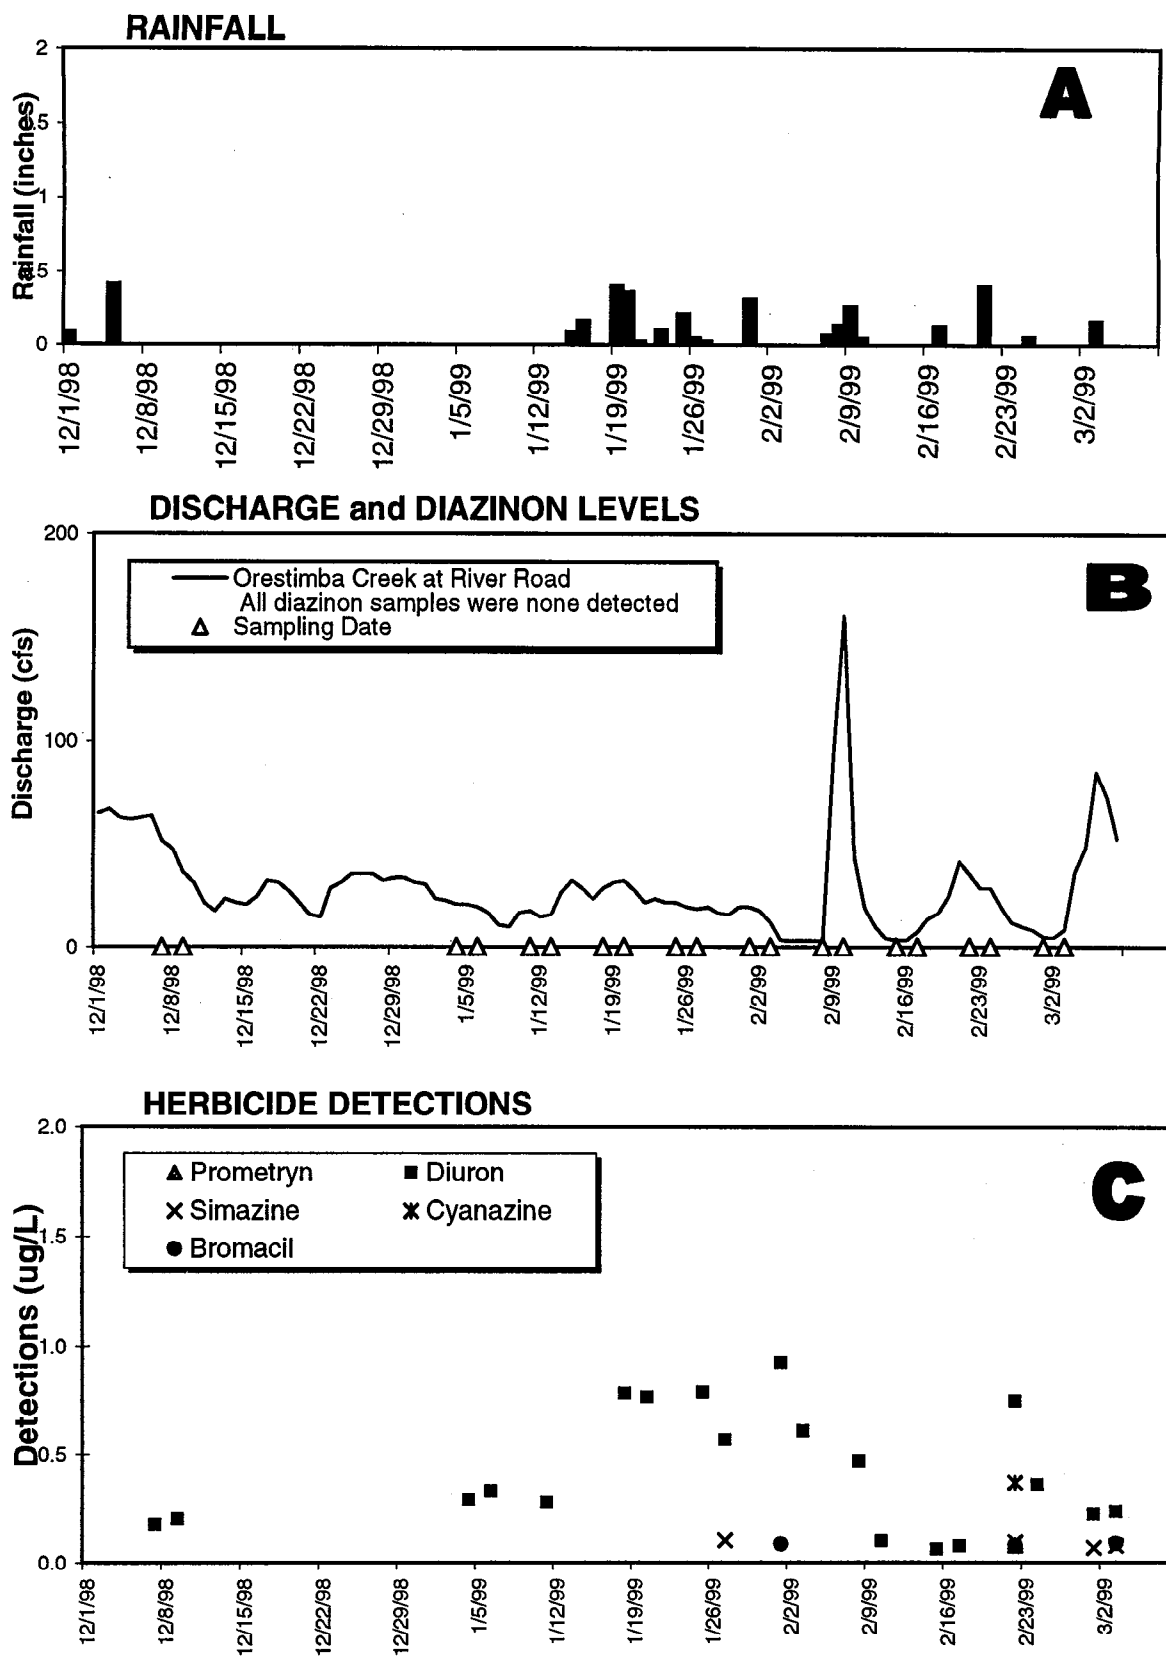 RAINFALL
A
Rainfall (inches)
2
.5
1
.5
0
12/1/98 12/8/98 12/15/98 12/22/98 12/29/98 1/5/99 1/12/99 1/19/99 1/26/99 2/2/99 2/9/99 2/16/99 2/23/99 3/2/99
DISCHARGE and DIAZINON LEVELS
B
Discharge (cfs)
200
100
0
Orestimba Creek at River Road
All diazinon samples were none detected
Sampling Date
12/1/98 12/8/98 12/15/98 12/22/98 12/29/98 1/5/99 1/12/99 1/19/99 1/26/99 2/2/99 2/9/99 2/16/99 2/23/99 3/2/99
HERBICIDE DETECTIONS
C
Detections (ug/L)
2.0
1.5
1.0
0.5
0.0
Prometryn Diuron
Simazine Cyanazine
Bromacil
12/1/98 12/8/98 12/15/98 12/22/98 12/29/98 1/5/99 1/12/99 1/19/99 1/26/99 2/2/99 2/9/99 2/16/99 2/23/99 3/2/99